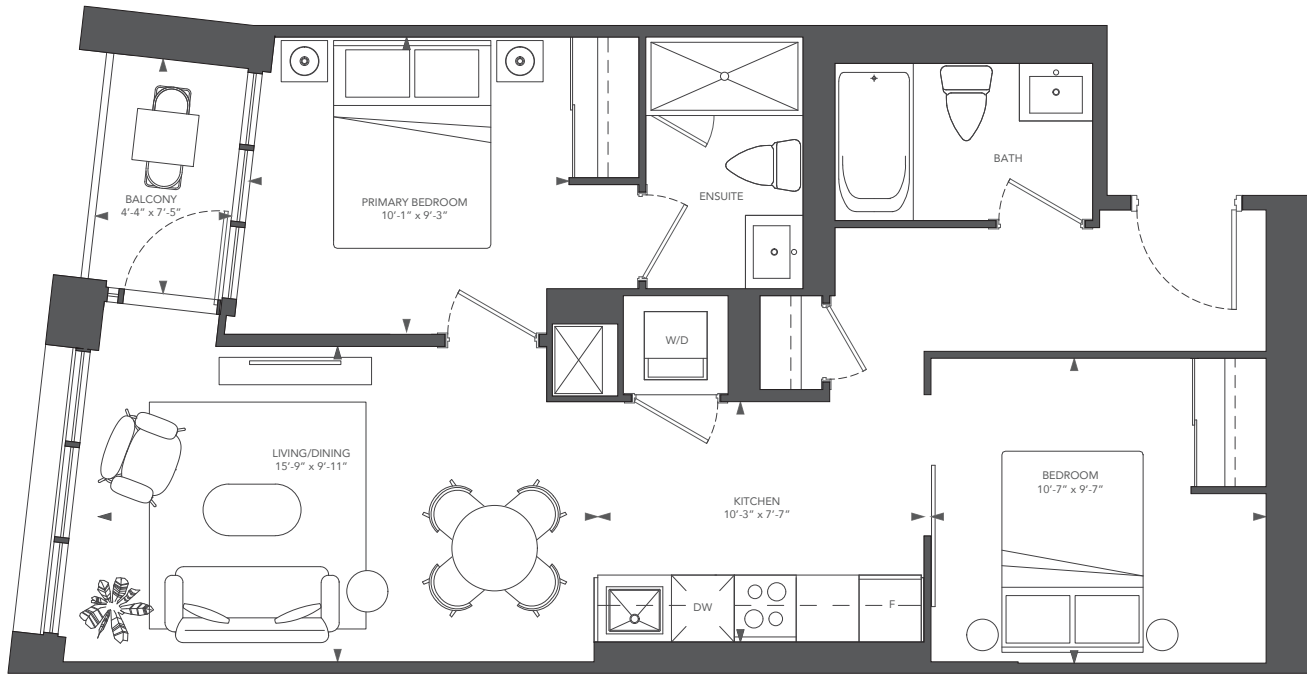 BALCONY
4'-4" x 7'-5"
PRIMARY BEDROOM
10'-1" x 9'-3"
ENSUITE
BATH
W/D
LIVING/DINING
15'-9" x 9'-11"
KITCHEN
10'-3" x 7'-7"
BEDROOM
10'-7" x 9'-7"
DW
F